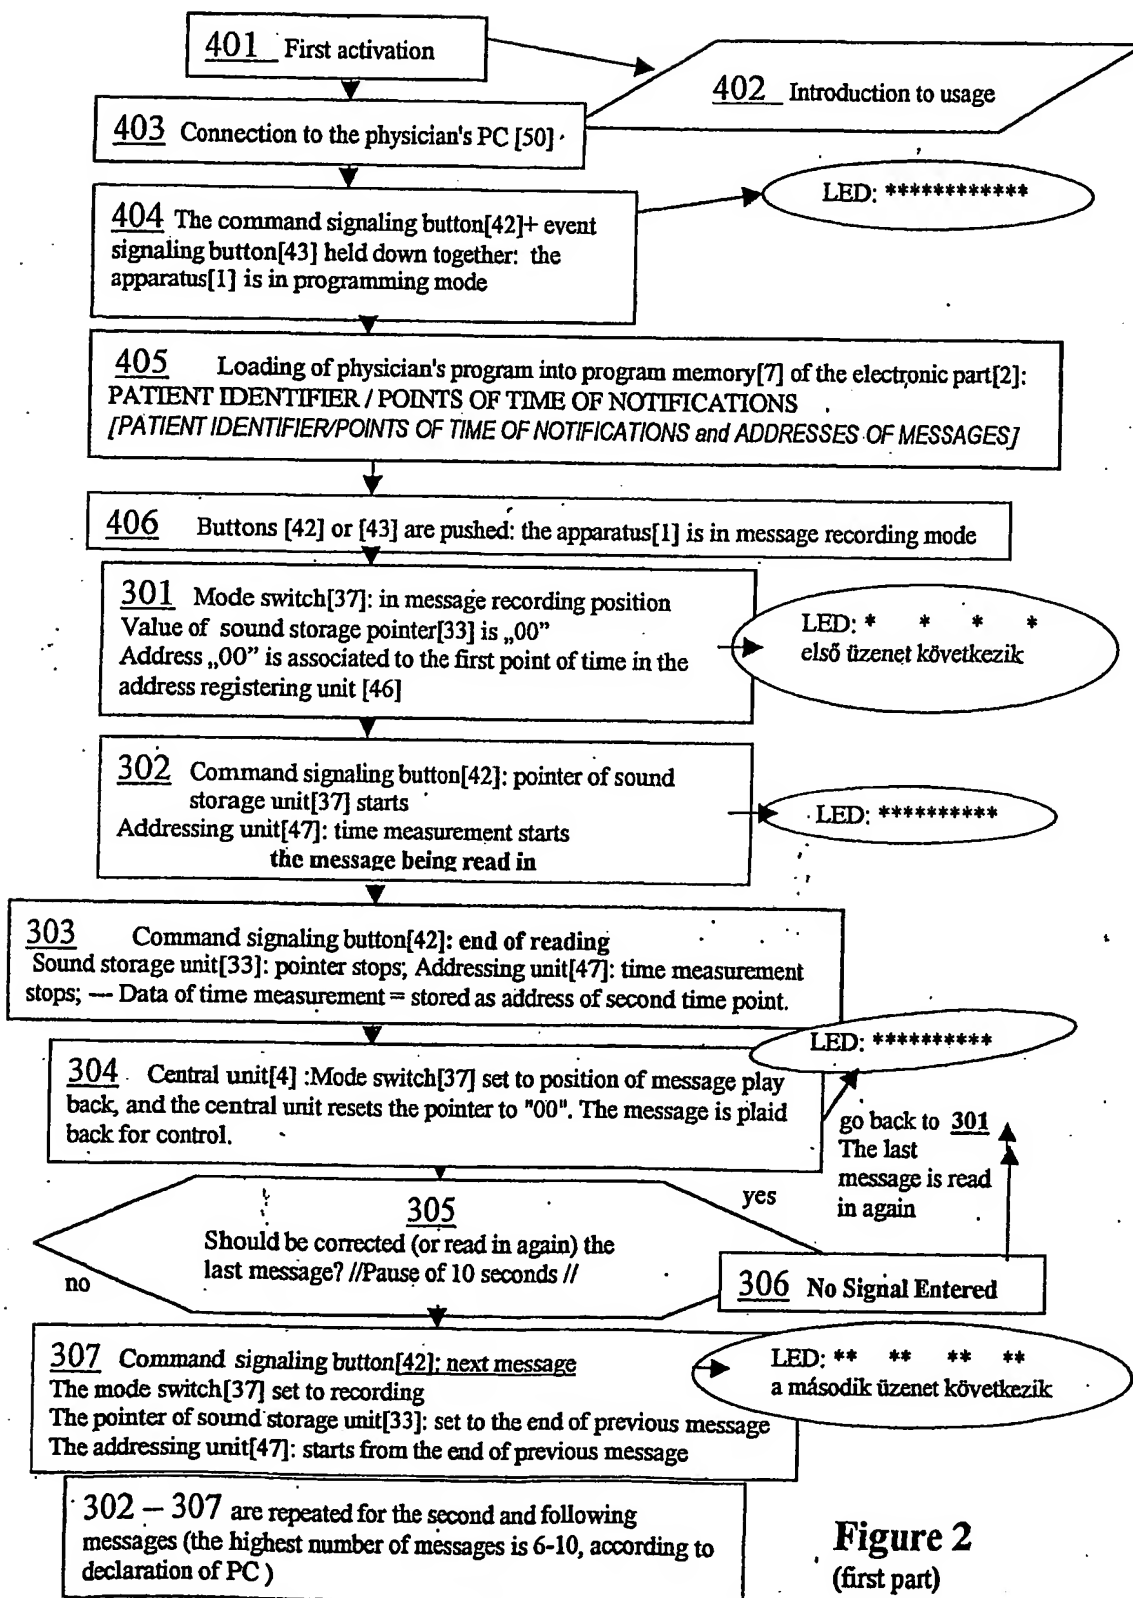 401 First activation
402 Introduction to usage
403 Connection to the physician's PC [50]
404 The command signaling button[42]+ event
signaling button[43] held down together: the
apparatus[1] is in programming mode
LED: ************
405 Loading of physician's program into program memory[7] of the electronic part[2]:
PATIENT IDENTIFIER / POINTS OF TIME OF NOTIFICATIONS
[PATIENT IDENTIFIER/POINTS OF TIME OF NOTIFICATIONS and ADDRESSES OF MESSAGES]
406 Buttons [42] or [43] are pushed: the apparatus[1] is in message recording mode
301 Mode switch[37]: in message recording position
Value of sound storage pointer[33] is „00”
Address „00” is associated to the first point of time in the
address registering unit [46]
LED: * * * *
első üzenet következik
302 Command signaling button[42]: pointer of sound
storage unit[37] starts
Addressing unit[47]: time measurement starts
the message being read in
LED: **********
303 Command signaling button[42]: end of reading
Sound storage unit[33]: pointer stops; Addressing unit[47]: time measurement
stops; — Data of time measurement = stored as address of second time point.
LED: **********
304 Central unit[4] :Mode switch[37] set to position of message play
back, and the central unit resets the pointer to "00". The message is plaid
back for control.
go back to 301
The last
message is read
in again
305
Should be corrected (or read in again) the
last message? //Pause of 10 seconds //
yes
no
306 No Signal Entered
307 Command signaling button[42]: next message
The mode switch[37] set to recording
The pointer of sound storage unit[33]: set to the end of previous message
The addressing unit[47]: starts from the end of previous message
LED: ** ** ** **
a második üzenet következik
302 – 307 are repeated for the second and following
messages (the highest number of messages is 6-10, according to
declaration of PC )
Figure 2
(first part)